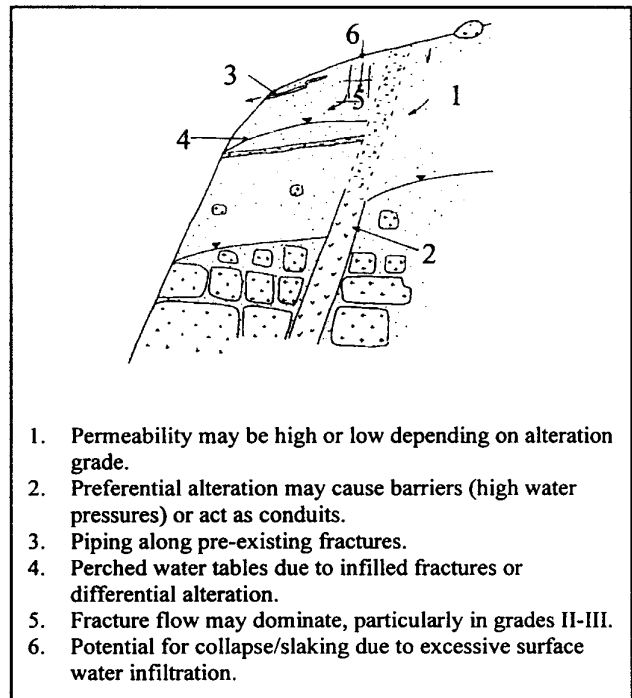 6
3
5
1
4
2
1. Permeability may be high or low depending on alteration
grade.
2. Preferential alteration may cause barriers (high water
pressures) or act as conduits.
3. Piping along pre-existing fractures.
4. Perched water tables due to infilled fractures or
differential alteration.
5. Fracture flow may dominate, particularly in grades II-III.
6. Potential for collapse/slaking due to excessive surface
water infiltration.